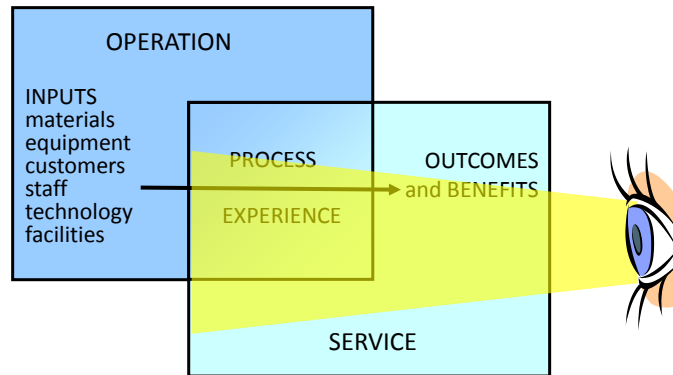 OPERATION
INPUTS
materials
equipment
customers
staff
technology
facilities
PROCESS
EXPERIENCE
OUTCOMES
and BENEFITS
SERVICE